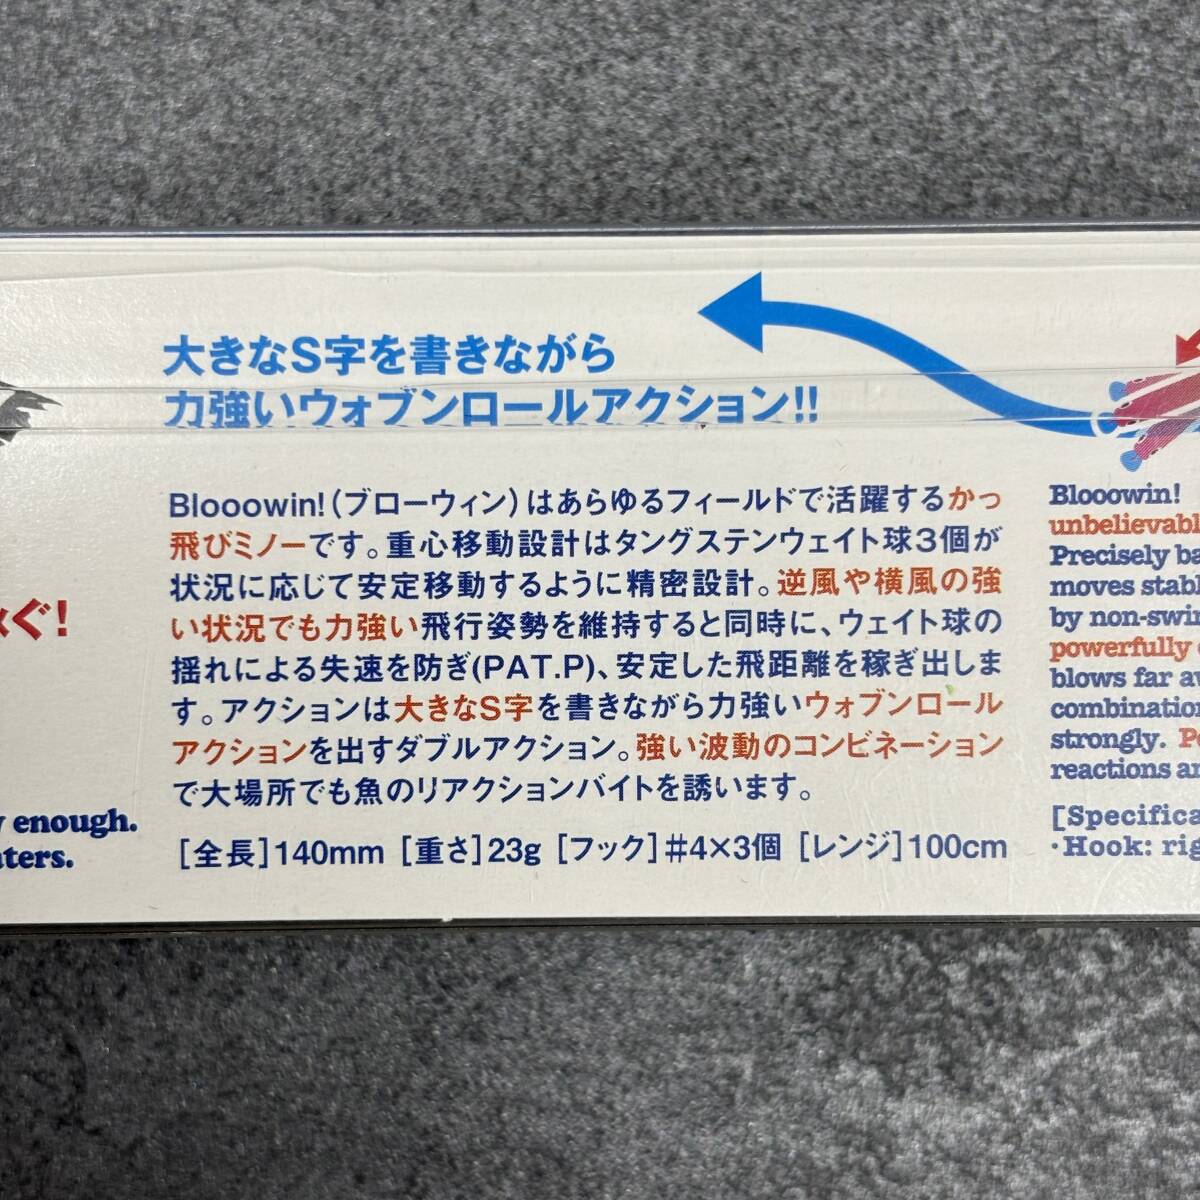 大きなS字を書きながら
力強いウォブンロールアクション!!
Blooowin!(ブローウィン)はあらゆるフィールドで活躍するかっ
飛びミノーです。重心移動設計はタングステンウェイト球3個が
状況に応じて安定移動するように精密設計。逆風や横風の強
い状況でも力強い飛行姿勢を維持すると同時に、ウェイト球の
揺れによる失速を防ぎ(PAT.P)、安定した飛距離を稼ぎ出しま
す。アクションは大きなS字を書きながら力強いウォブンロール
アクションを出すダブルアクション。強い波動のコンビネーション
で大場所でも魚のリアクションバイトを誘います。
[全長]140mm [重さ]23g [フック]#4×3個 [レンジ]100cm
ぐ!
enough.
Blooowin!
Precisely
moves
by
powerfully
blows far
strongly.
reactions
・Hook: